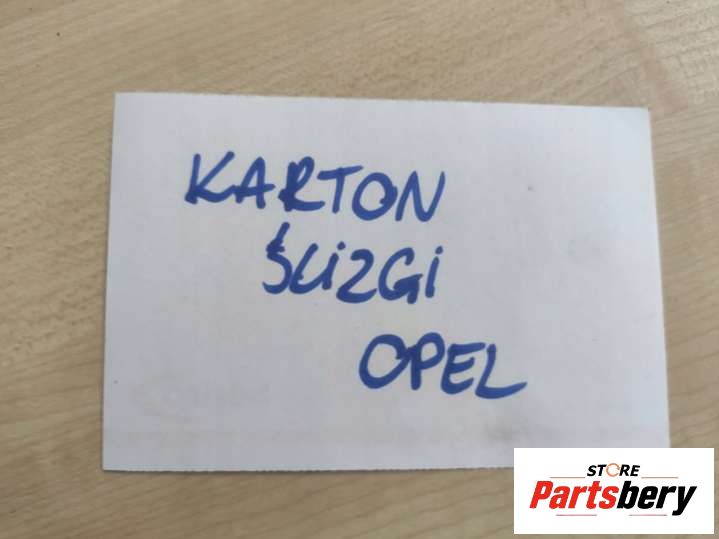 KARTON
ŚLIZGI
OPEL
STORE
Partsbery